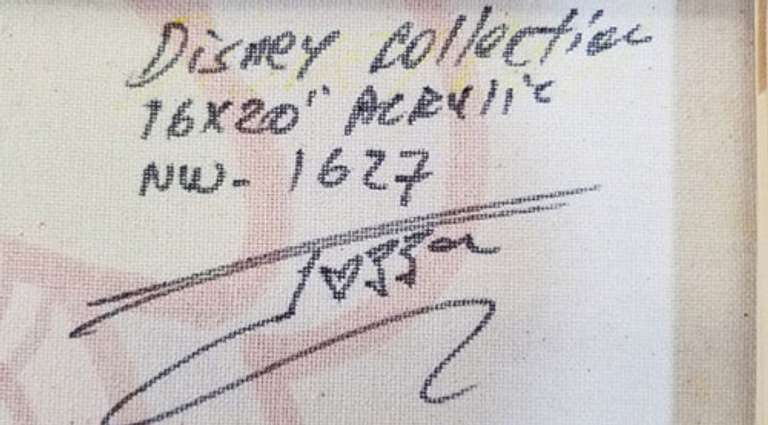 Disney Collection
16X20" ACRYlic
NW- 1627